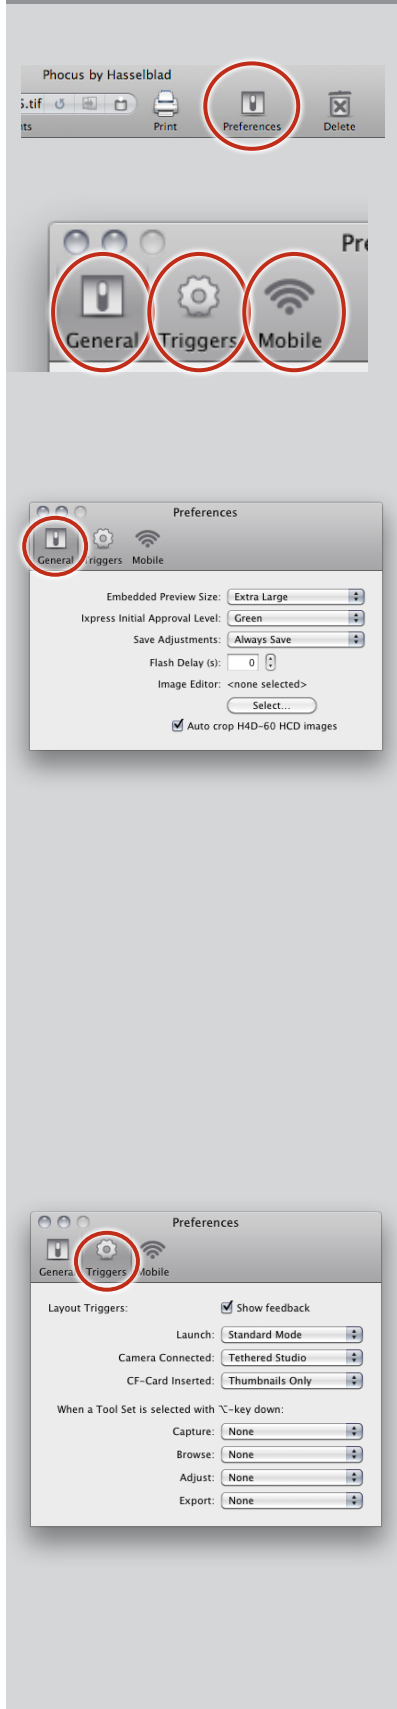 Phocus by Hasselblad
5.tif
Print Preferences Delete
Pre
General Triggers Mobile
Preferences
General Triggers Mobile
Embedded Preview Size: Extra Large
Ixpress Initial Approval Level: Green
Save Adjustments: Always Save
Flash Delay (s): 0
Image Editor: <none selected>
Select...
Auto crop H4D-60 HCD images
Preferences
General Triggers Mobile
Layout Triggers: Show feedback
Launch: Standard Mode
Camera Connected: Tethered Studio
CF-Card Inserted: Thumbnails Only
When a Tool Set is selected with ⌥-key down:
Capture: None
Browse: None
Adjust: None
Export: None